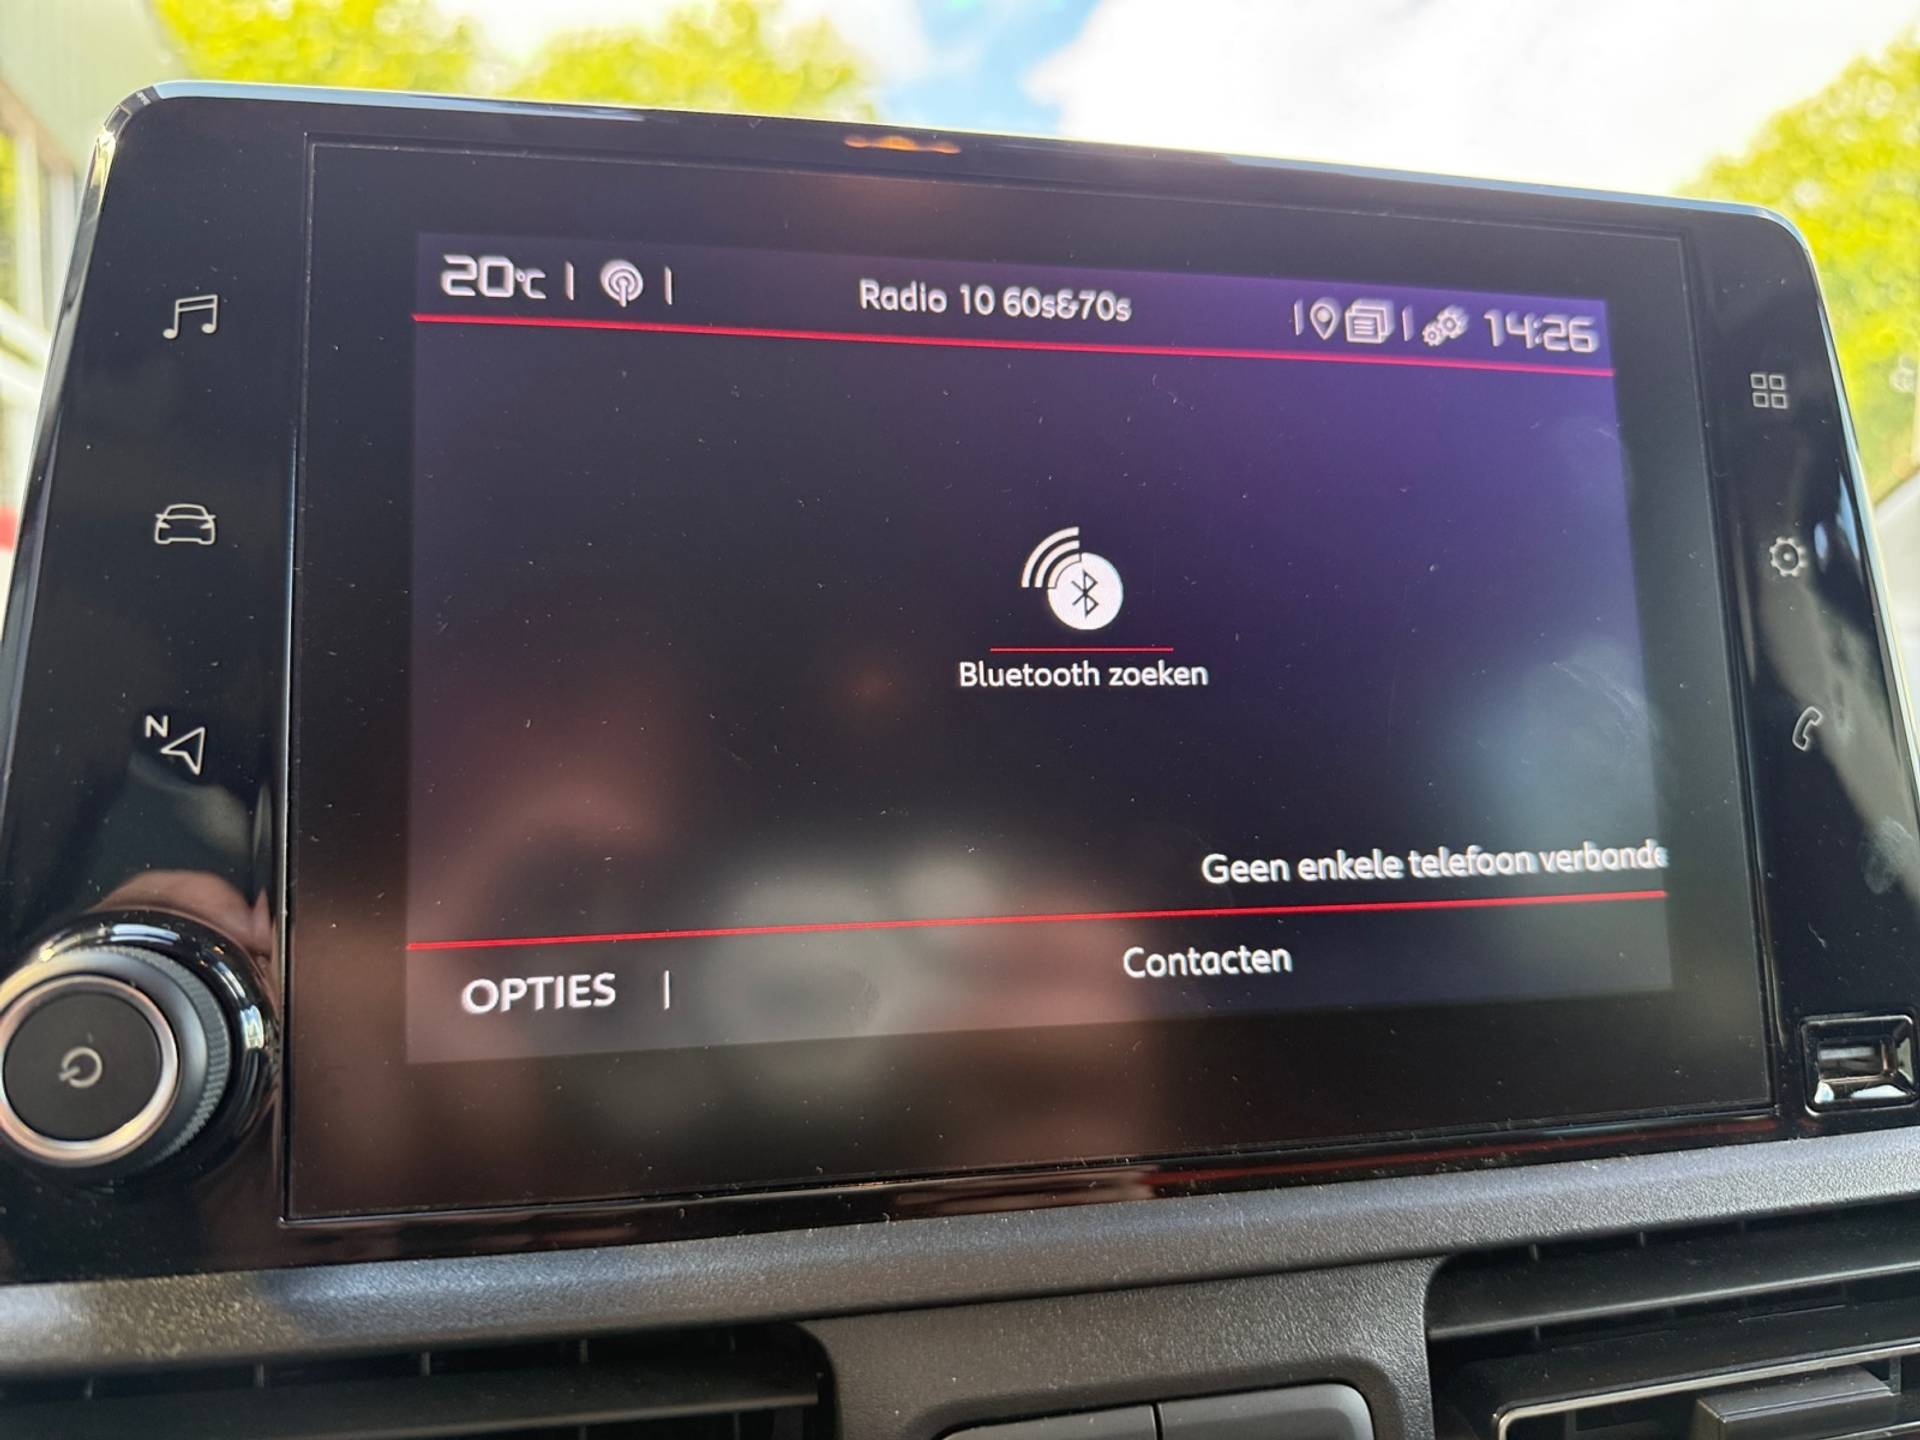 20°C
Radio 10 60s&70s
14:26
N
Bluetooth zoeken
Geen enkele telefoon verbonde
OPTIES
Contacten